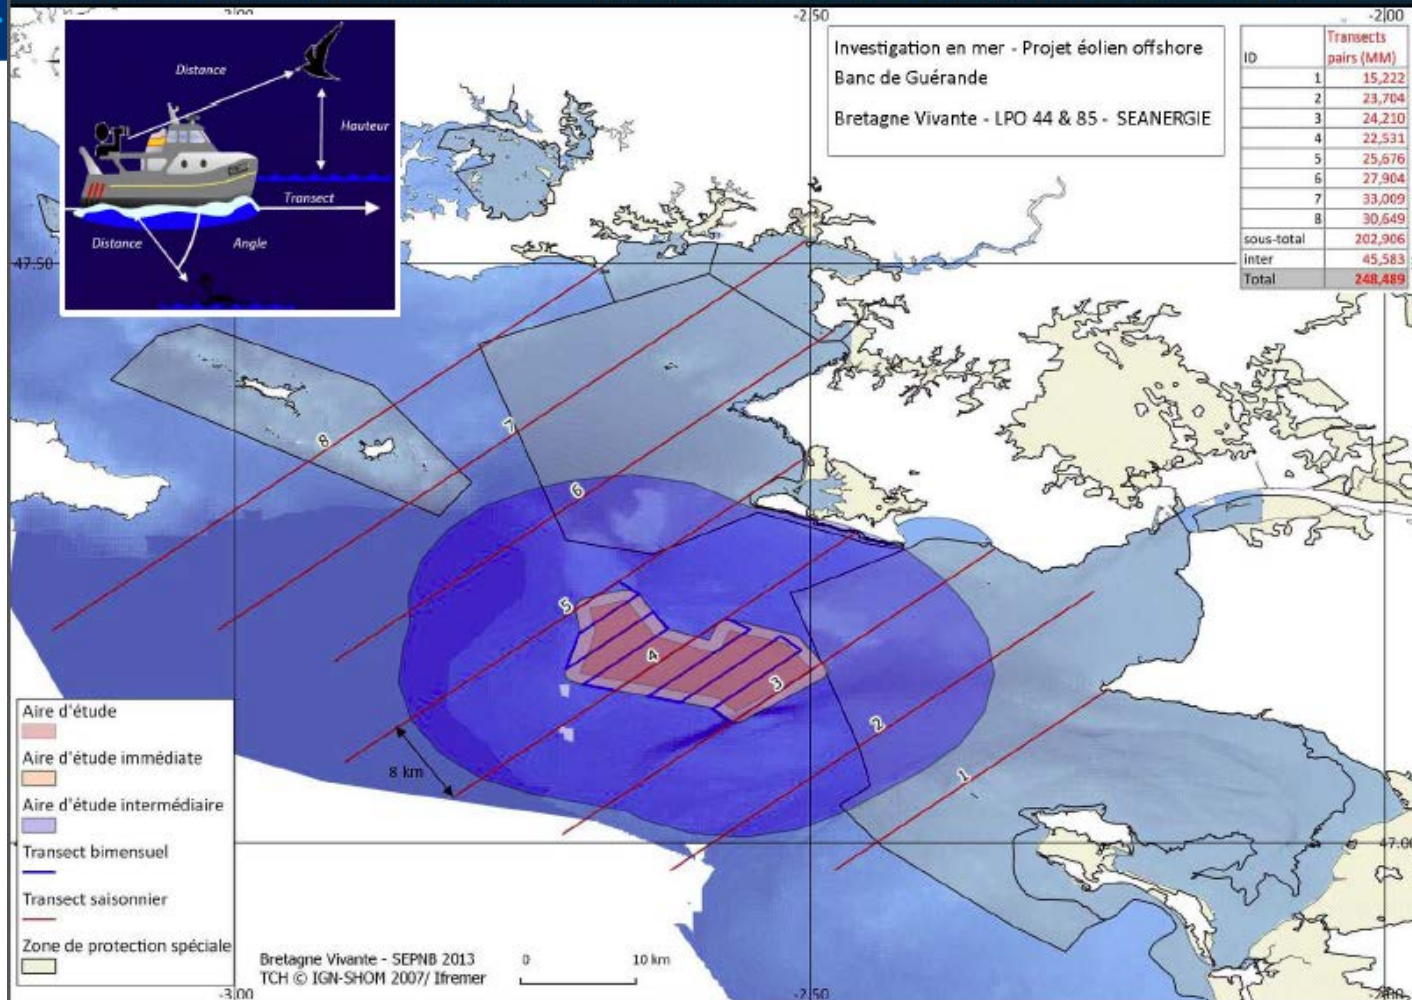 -3.00
-2.50
-2.00
Distance
Hauteur
Transect
Distance
Angle
Investigation en mer - Projet éolien offshore
Banc de Guérande
Bretagne Vivante - LPO 44 & 85 - SEANERGIE
ID Transects pairs (MM)
1 15,222
2 23,704
3 24,210
4 22,531
5 25,676
6 27,904
7 33,009
8 30,649
sous-total 202,906
inter 45,583
Total 248,489
47.50
8
7
6
5
4
3
2
1
8 km
47.00
Aire d'étude
Aire d'étude immédiate
Aire d'étude intermédiaire
Transect bimensuel
Transect saisonnier
Zone de protection spéciale
Bretagne Vivante - SEPNB 2013
TCH © IGN-SHOM 2007/ Ifremer
0 10 km
-3.00
-2.50